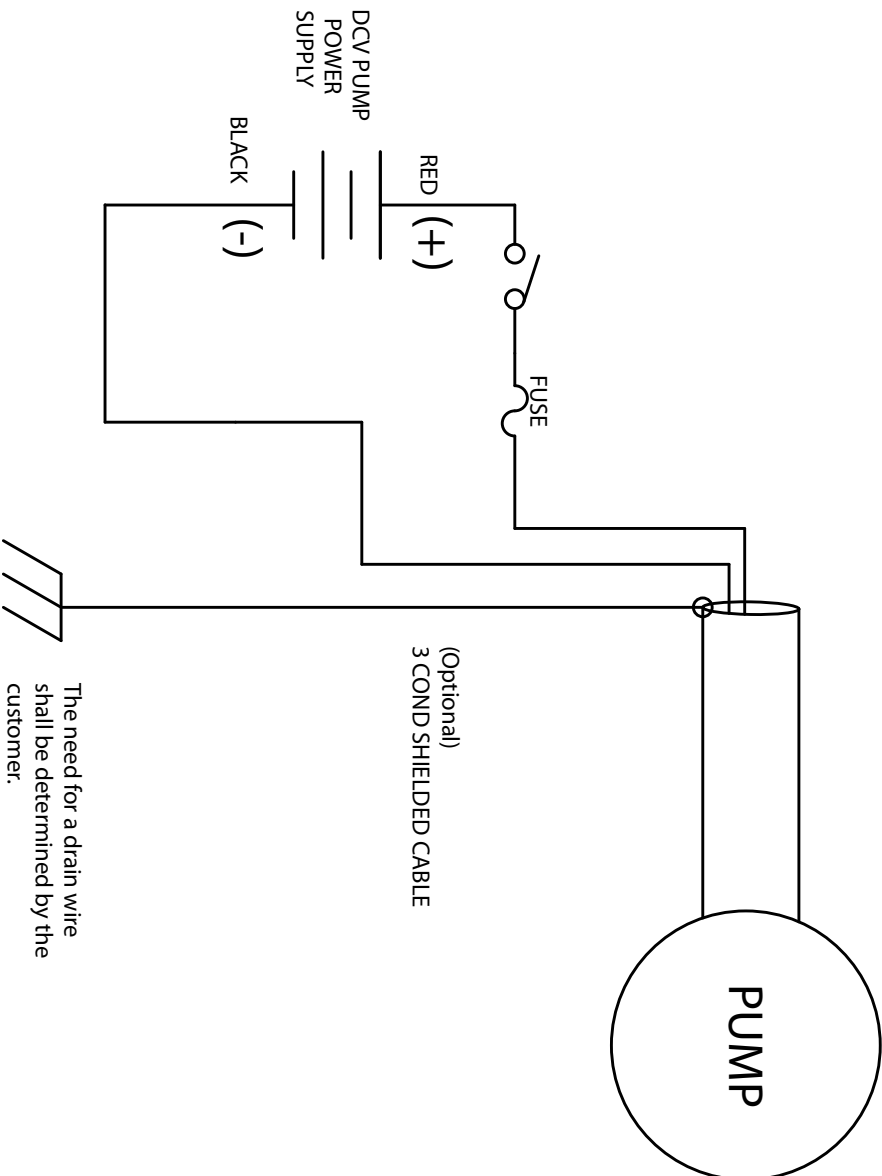 DCV PUMP
POWER
SUPPLY
RED (+)
BLACK (-)
FUSE
(Optional)
3 COND SHIELDED CABLE
PUMP
The need for a drain wire
shall be determined by the
customer.